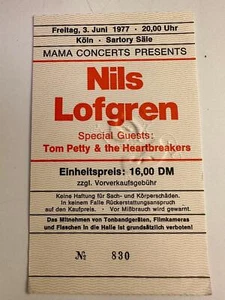 Freitag, 3. Juni 1977 · 20,00 Uhr
Köln · Sartory Säle
MAMA CONCERTS PRESENTS
Nils
Lofgren
Special Guests:
Tom Petty & the Heartbreakers
Einheitspreis: 16,00 DM
zzgl. Vorverkaufsgebühr
Keine Haftung für Sach- und Körperschäden.
In keinem Falle Rückerstattungsanspruch
auf den Kaufpreis. · Vor Mißbrauch wird gewarnt.
Das Mitnehmen von Tonbandgeräten, Filmkameras
und Flaschen in die Halle ist grundsätzlich verboten!
№ 830